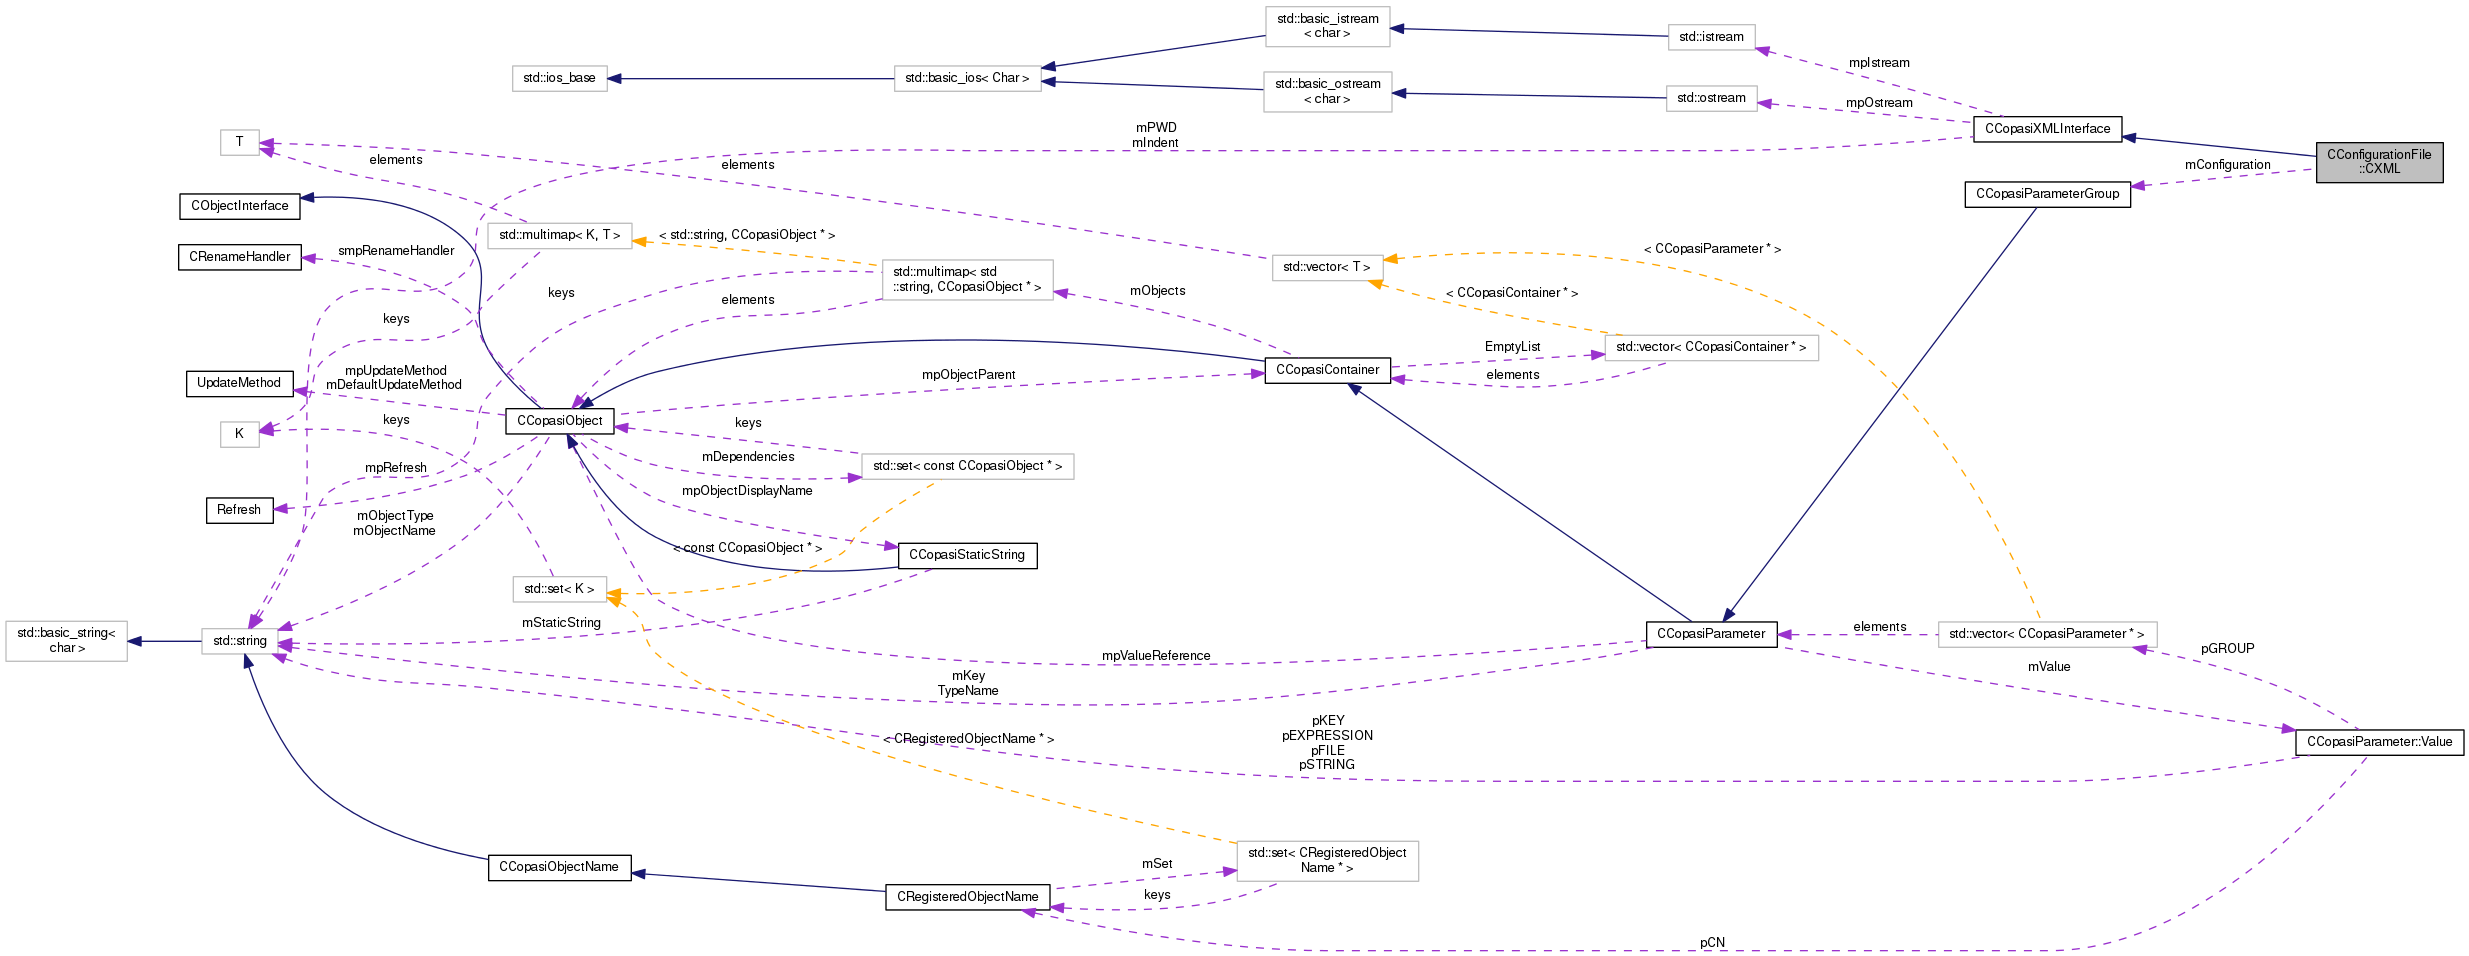 std::basic_istream
< char >
std::istream
std::ios_base
std::basic_ios< Char >
mpIstream
std::basic_ostream
< char >
std::ostream
mpOstream
CCopasiXMLInterface
mPWD
mIndent
T
elements
elements
CConfigurationFile
::CXML
mConfiguration
CCopasiParameterGroup
CObjectInterface
std::multimap< K, T >
< std::string, CCopasiObject * >
< CCopasiParameter * >
CRenameHandler
smpRenameHandler
std::multimap< std
::string, CCopasiObject * >
std::vector< T >
keys
elements
mObjects
< CCopasiContainer * >
keys
EmptyList
std::vector< CCopasiContainer * >
CCopasiContainer
elements
UpdateMethod
mpUpdateMethod
mDefaultUpdateMethod
mpObjectParent
CCopasiObject
K
keys
keys
mDependencies
std::set< const CCopasiObject * >
mpRefresh
mpObjectDisplayName
Refresh
mObjectType
mObjectName
< const CCopasiObject * >
CCopasiStaticString
std::set< K >
mStaticString
std::basic_string<
char >
std::string
CCopasiParameter
elements
std::vector< CCopasiParameter * >
mpValueReference
mValue
pGROUP
mKey
TypeName
pKEY
pEXPRESSION
pFILE
pSTRING
< CRegisteredObjectName * >
CCopasiParameter::Value
CCopasiObjectName
mSet
std::set< CRegisteredObject
Name * >
CRegisteredObjectName
keys
pCN